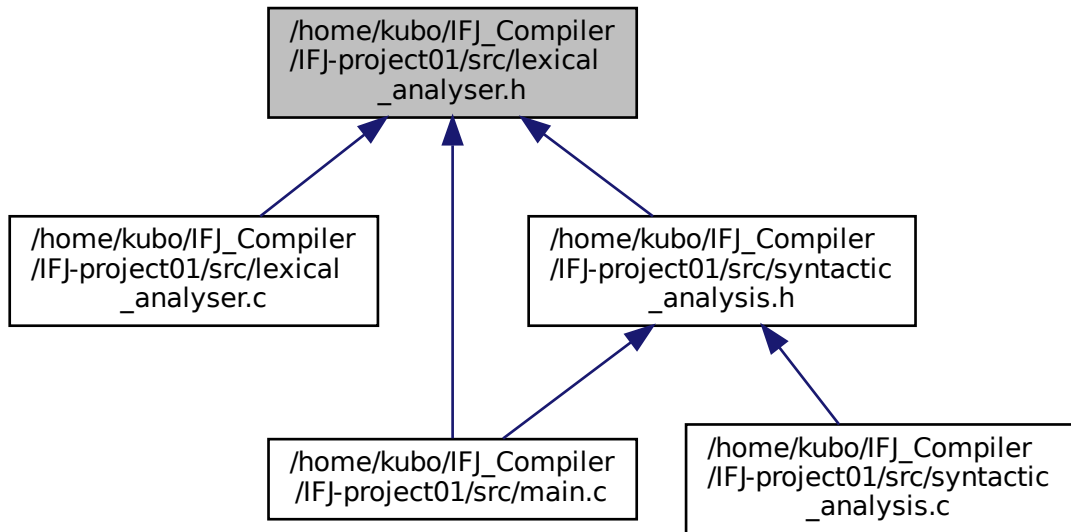 /home/kubo/IFJ_Compiler
/IFJ-project01/src/lexical
_analyser.h
/home/kubo/IFJ_Compiler
/IFJ-project01/src/lexical
_analyser.c
/home/kubo/IFJ_Compiler
/IFJ-project01/src/syntactic
_analysis.h
/home/kubo/IFJ_Compiler
/IFJ-project01/src/main.c
/home/kubo/IFJ_Compiler
/IFJ-project01/src/syntactic
_analysis.c